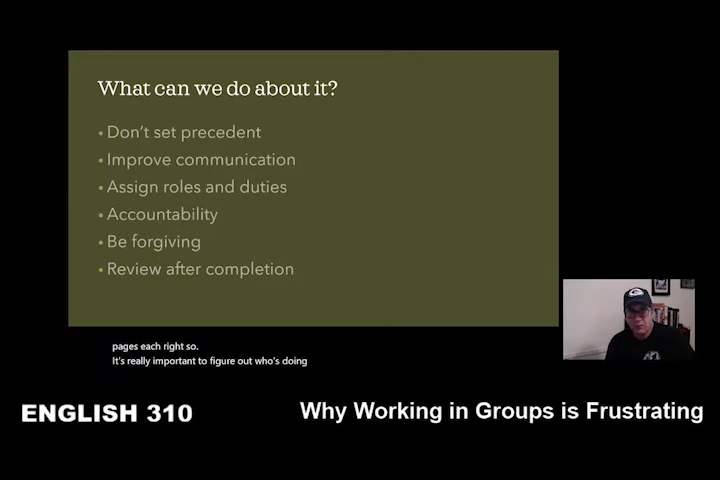 What can we do about it?
• Don't set precedent
• Improve communication
• Assign roles and duties
• Accountability
• Be forgiving
• Review after completion
pages each right so.
It's really important to figure out who's doing
ENGLISH 310
Why Working in Groups is Frustrating